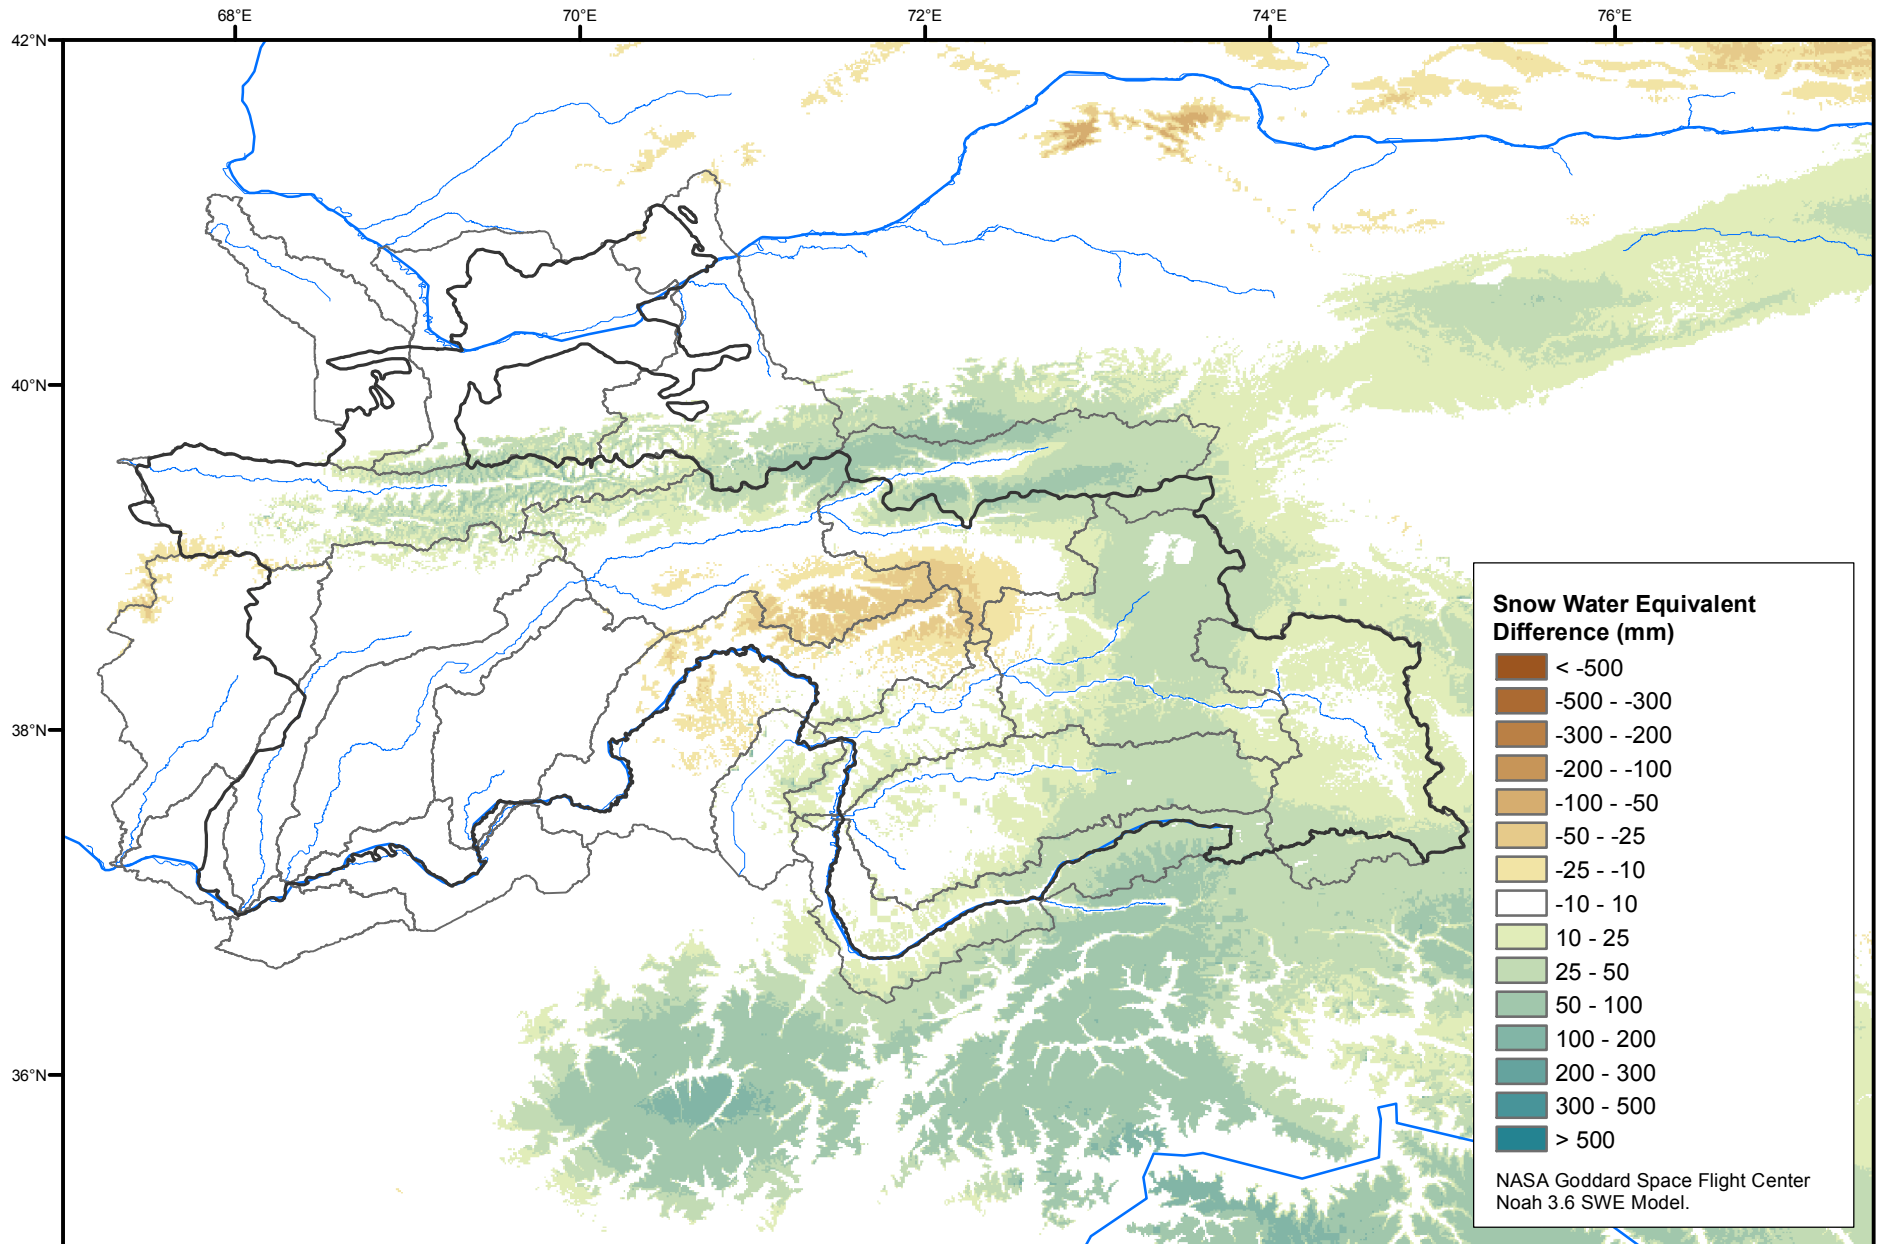 68°E 70°E 72°E 74°E 76°E
42°N
40°N
38°N
36°N
Snow Water Equivalent
Difference (mm)
< -500
-500 - -300
-300 - -200
-200 - -100
-100 - -50
-50 - -25
-25 - -10
-10 - 10
10 - 25
25 - 50
50 - 100
100 - 200
200 - 300
300 - 500
> 500
NASA Goddard Space Flight Center
Noah 3.6 SWE Model.